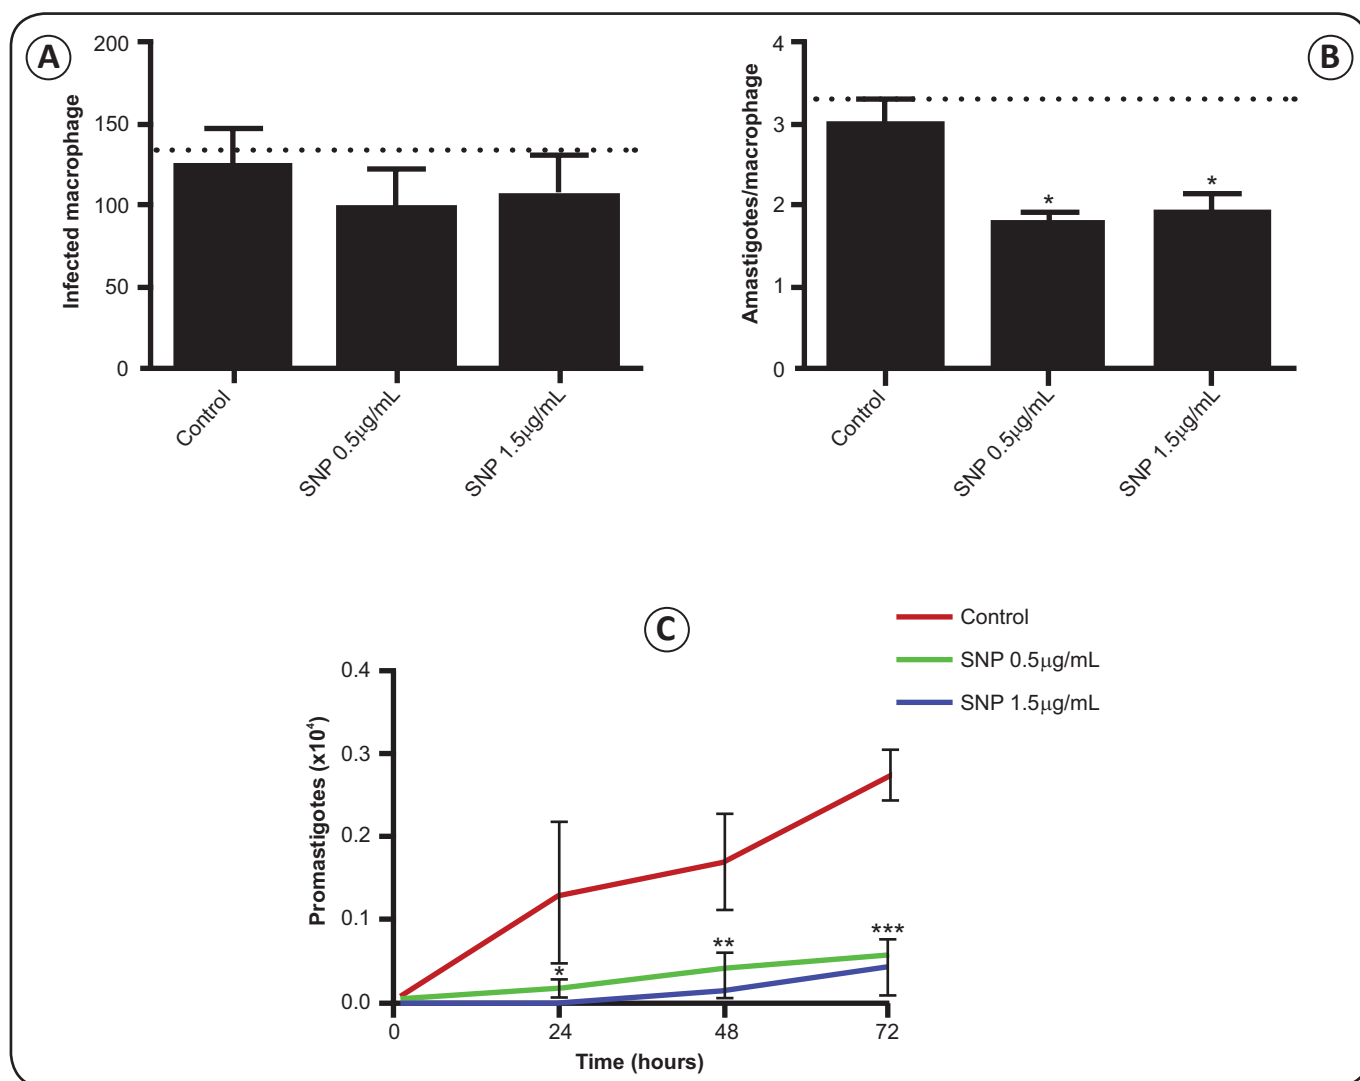 A
200
150
100
50
0
Infected macrophage
Control
SNP 0.5µg/mL
SNP 1.5µg/mL
B
4
3
2
1
0
Amastigotes/macrophage
*
*
Control
SNP 0.5µg/mL
SNP 1.5µg/mL
C
Control
SNP 0.5µg/mL
SNP 1.5µg/mL
0.4
0.3
0.2
0.1
0.0
Promastigotes (x10⁴)
*
**
***
0 24 48 72
Time (hours)